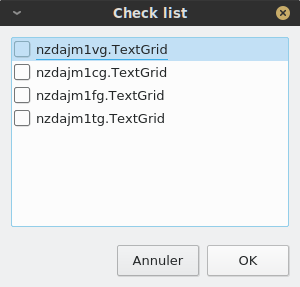 Check list
nzdajm1vg.TextGrid
nzdajm1cg.TextGrid
nzdajm1fg.TextGrid
nzdajm1tg.TextGrid
Annuler OK